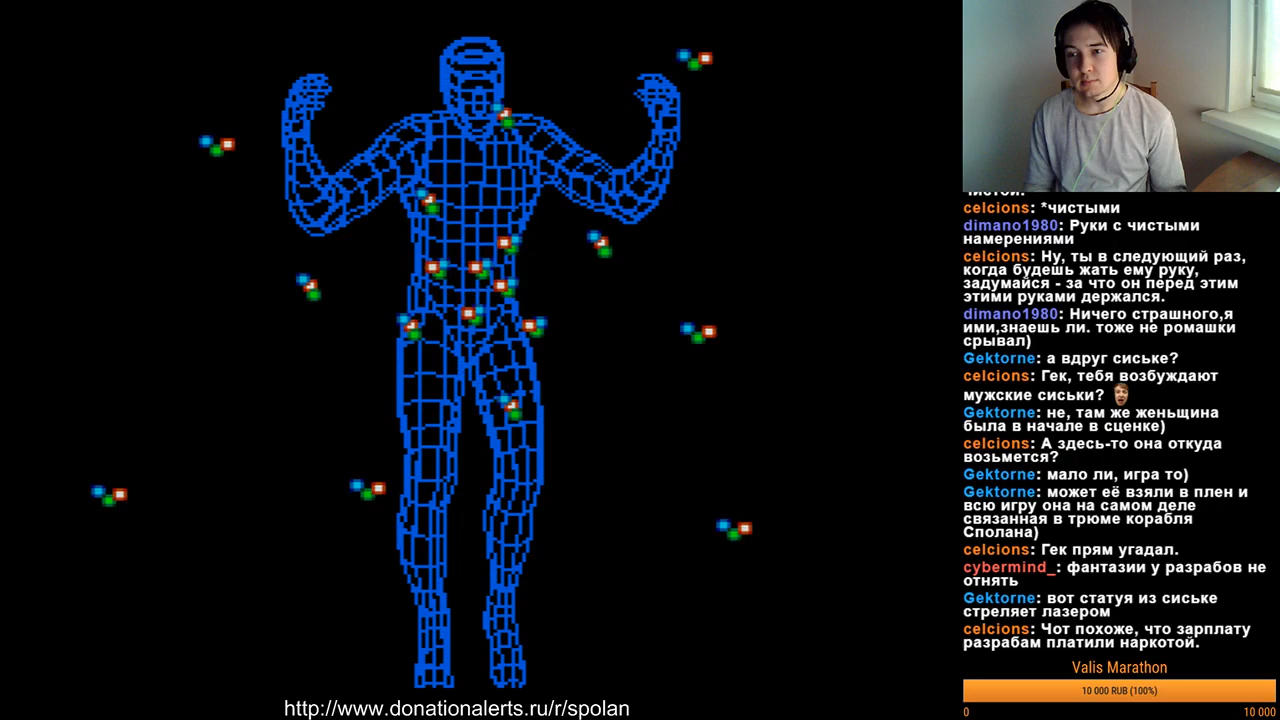 celcions: *чистыми
dimano1980: Руки с чистыми
намерениями
celcions: Ну, ты в следующий раз,
когда будешь жать ему руку,
задумайся - за что он перед этим
этими руками держался.
dimano1980: Ничего страшного,я
ими,знаешь ли. тоже не ромашки
срывал)
Gektorne: а вдруг сиське?
celcions: Гек, тебя возбуждают
мужские сиськи?
Gektorne: не, там же женьщина
была в начале в сценке)
celcions: А здесь-то она откуда
возьмется?
Gektorne: мало ли, игра то)
Gektorne: может её взяли в плен и
всю игру она на самом деле
связанная в трюме корабля
Сполана)
celcions: Гек прям угадал.
cybermind_: фантазии у разрабов не
отнять
Gektorne: вот статуя из сиське
стреляет лазером
celcions: Чот похоже, что зарплату
разрабам платили наркотой.
Valis Marathon
10 000 RUB (100%)
0 10 000
http://www.donationalerts.ru/r/spolan